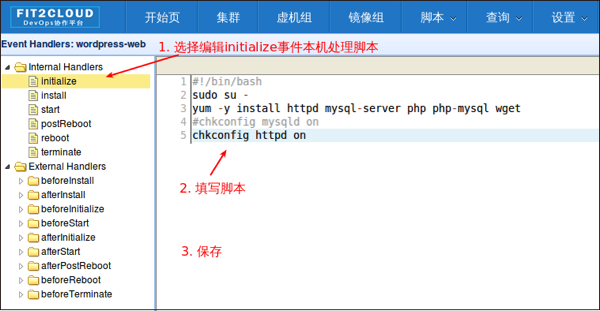 FIT2CLOUD
DevOps协作平台
开始页 集群 虚机组 镜像组 脚本 查询 设置
Event Handlers: wordpress-web
1. 选择编辑initialize事件本机处理脚本
Internal Handlers
initialize
install
start
postReboot
reboot
terminate
External Handlers
beforeInstall
afterInstall
beforeInitialize
beforeStart
afterInitialize
afterStart
afterPostReboot
beforeReboot
beforeTerminate
1 #!/bin/bash
2 sudo su -
3 yum -y install httpd mysql-server php php-mysql wget
4 #chkconfig mysqld on
5 chkconfig httpd on
2. 填写脚本
3. 保存